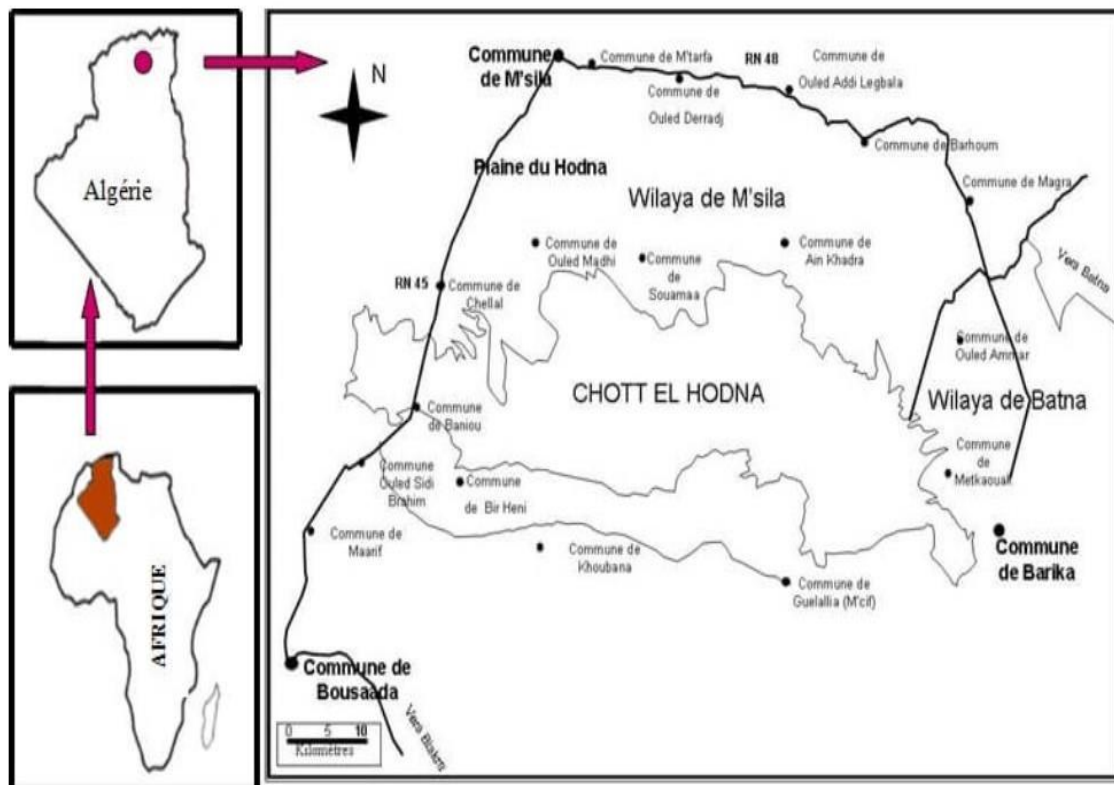 Algérie
AFRIQUE
N
Commune
de M'sila
Commune de M'tarfa
RN 48
Commune de
Ouled Addi Legbala
Commune de
Ouled Derradj
Commune de Barhoum
Plaine du Hodna
Commune de Magra
Wilaya de M'sila
Commune de
Ouled Madhi
Commune
de
Souamaa
Commune de
Ain Khadra
Vera Batna
RN 45
Commune de
Chellal
Commune de
Ouled Ammar
CHOTT EL HODNA
Wilaya de Batna
Commune
de Baniou
Commune
Ouled Sidi
Brahim
Commune
de Bir Heni
Commune
de
Metkaouak
Commune de
Maarif
Commune de
Khoubana
Commune
de Barika
Commune de
Guelallia (M'cif)
Commune de
Bousaada
Vera Biskra
0 5 10
Kilométres